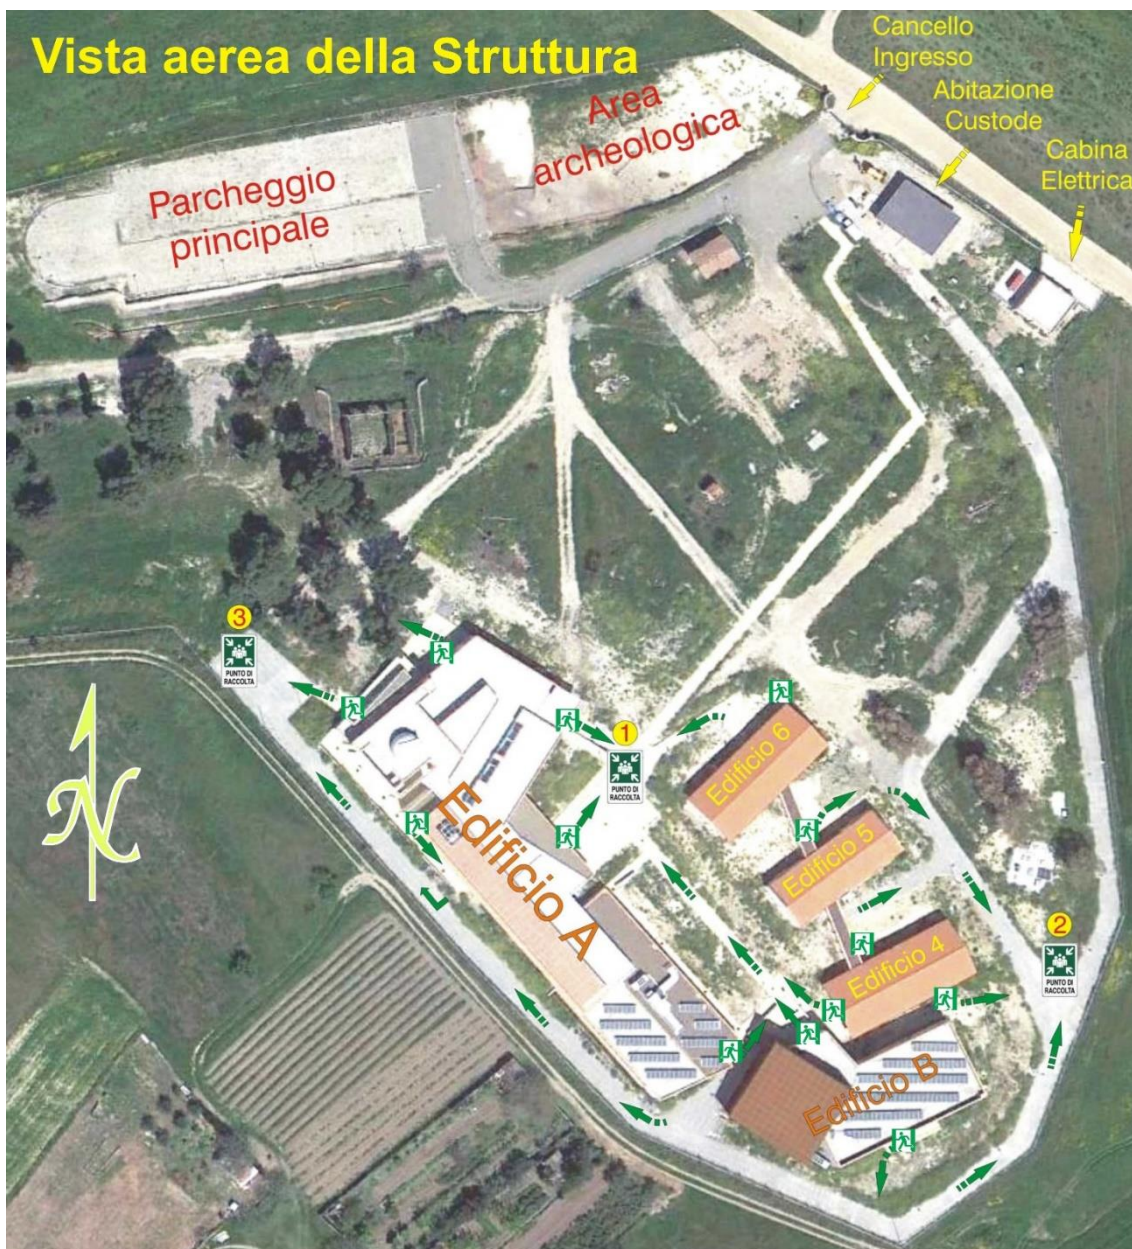 Vista aerea della Struttura
Cancello
Ingresso
Abitazione
Custode
Cabina
Elettrica
Area
archeologica
Parcheggio
principale
3
PUNTO DI
RACCOLTA
1
PUNTO DI
RACCOLTA
2
PUNTO DI
RACCOLTA
N
Edificio 6
Edificio 5
Edificio 4
Edificio A
Edificio B